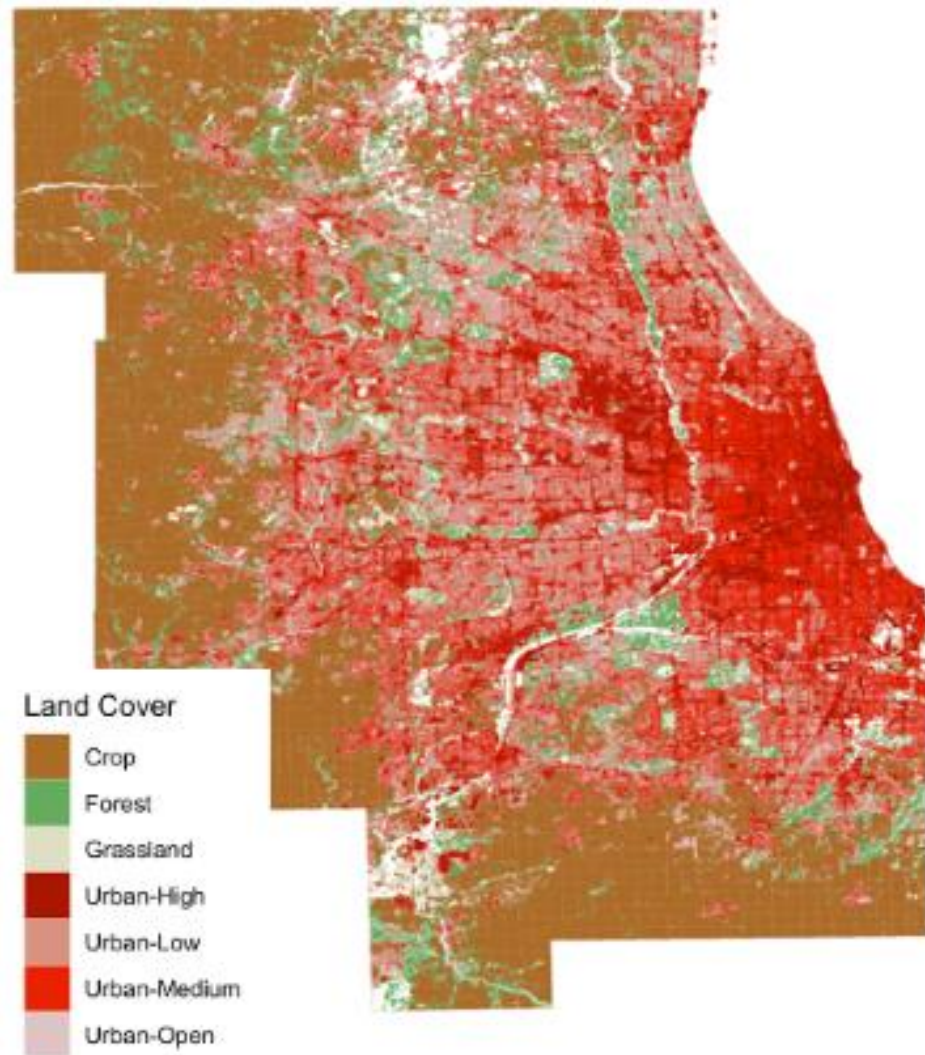 Land Cover
Crop
Forest
Grassland
Urban-High
Urban-Low
Urban-Medium
Urban-Open